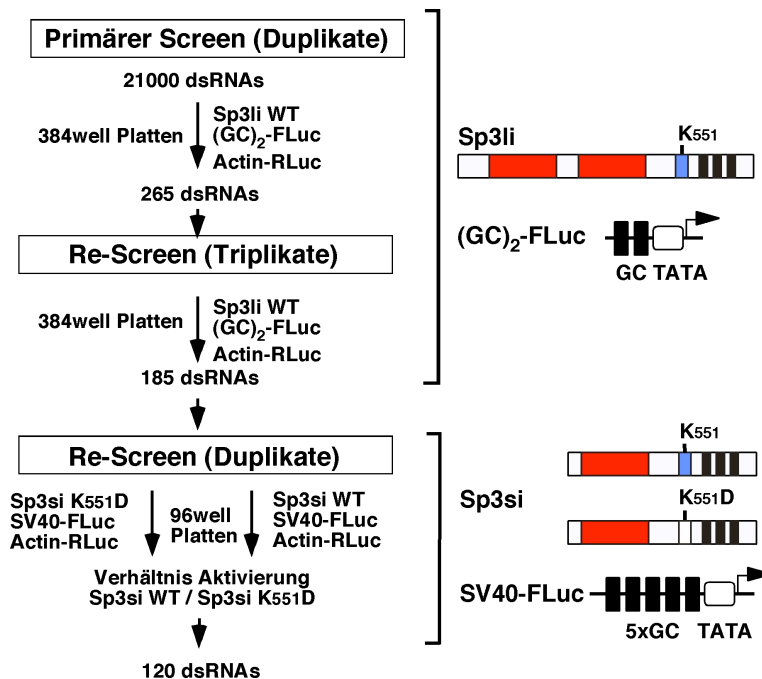 Primärer Screen (Duplikate)
21000 dsRNAs
384well Platten
Sp3li WT
(GC)2-FLuc
Actin-RLuc
265 dsRNAs
Re-Screen (Triplikate)
384well Platten
Sp3li WT
(GC)2-FLuc
Actin-RLuc
185 dsRNAs
Re-Screen (Duplikate)
Sp3si K551D
SV40-FLuc
Actin-RLuc
96well
Platten
Sp3si WT
SV40-FLuc
Actin-RLuc
Verhältnis Aktivierung
Sp3si WT / Sp3si K551D
120 dsRNAs
Sp3li
K551
(GC)2-FLuc
GC TATA
Sp3si
K551
K551D
SV40-FLuc
5xGC TATA